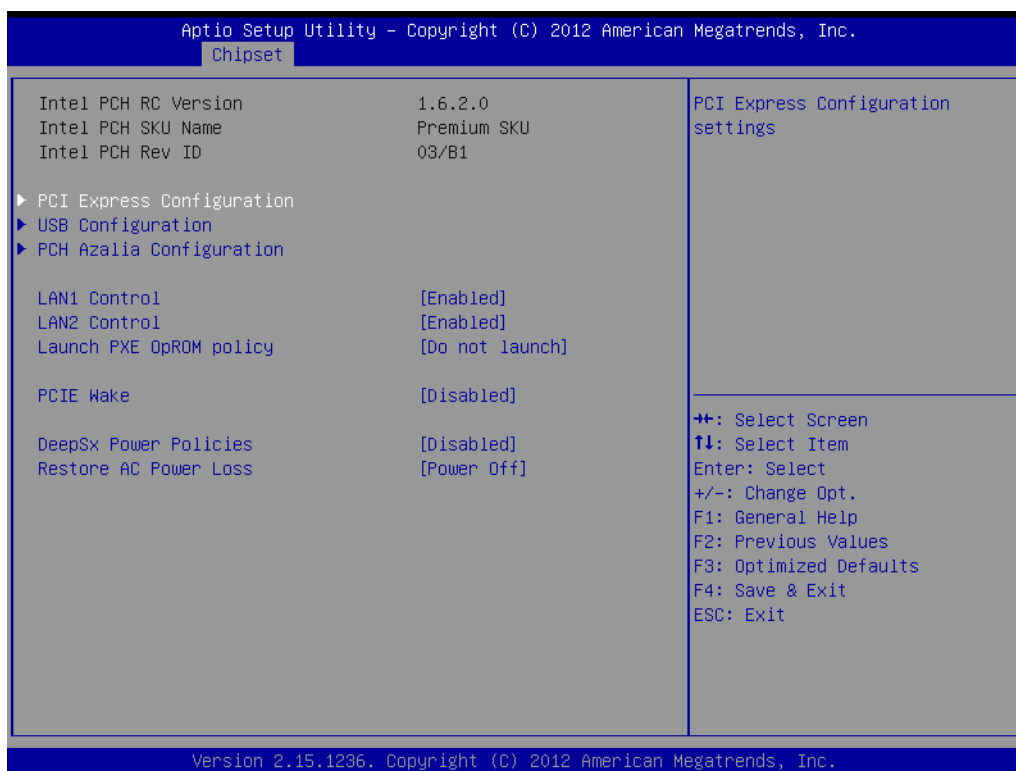 Aptio Setup Utility – Copyright (C) 2012 American Megatrends, Inc.
Chipset
Intel PCH RC Version 1.6.2.0
Intel PCH SKU Name Premium SKU
Intel PCH Rev ID 03/B1
▶ PCI Express Configuration
▶ USB Configuration
▶ PCH Azalia Configuration
LAN1 Control [Enabled]
LAN2 Control [Enabled]
Launch PXE OpROM policy [Do not launch]
PCIE Wake [Disabled]
DeepSx Power Policies [Disabled]
Restore AC Power Loss [Power Off]
PCI Express Configuration
settings
→←: Select Screen
↑↓: Select Item
Enter: Select
+/-: Change Opt.
F1: General Help
F2: Previous Values
F3: Optimized Defaults
F4: Save & Exit
ESC: Exit
Version 2.15.1236. Copyright (C) 2012 American Megatrends, Inc.